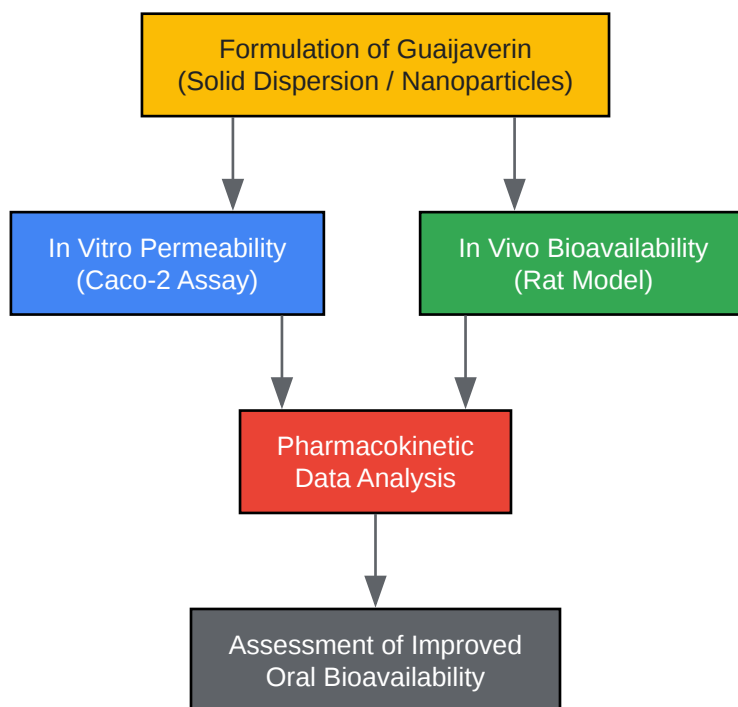 Formulation of Guaijaverin
(Solid Dispersion / Nanoparticles)
In Vitro Permeability
(Caco-2 Assay)
In Vivo Bioavailability
(Rat Model)
Pharmacokinetic
Data Analysis
Assessment of Improved
Oral Bioavailability